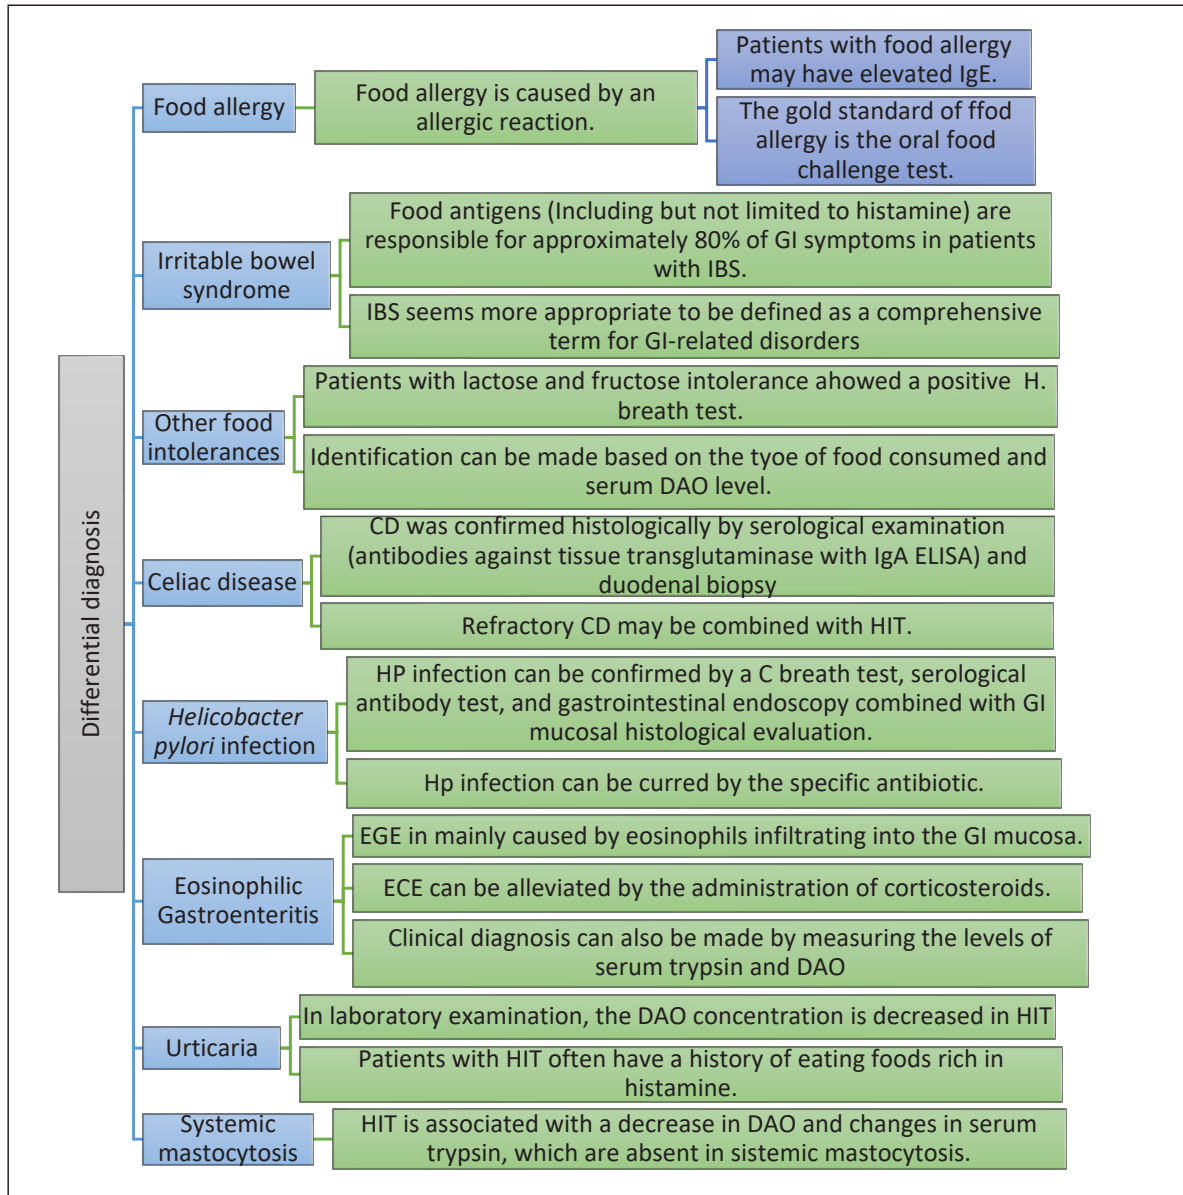 Differential diagnosis
Food allergy
Food allergy is caused by an
allergic reaction.
Patients with food allergy
may have elevated IgE.
The gold standard of ffod
allergy is the oral food
challenge test.
Irritable bowel
syndrome
Food antigens (Including but not limited to histamine) are
responsible for approximately 80% of GI symptoms in patients
with IBS.
IBS seems more appropriate to be defined as a comprehensive
term for GI-related disorders
Other food
intolerances
Patients with lactose and fructose intolerance ahowed a positive H.
breath test.
Identification can be made based on the tyoe of food consumed and
serum DAO level.
Celiac disease
CD was confirmed histologically by serological examination
(antibodies against tissue transglutaminase with IgA ELISA) and
duodenal biopsy
Refractory CD may be combined with HIT.
Helicobacter
pylori infection
HP infection can be confirmed by a C breath test, serological
antibody test, and gastrointestinal endoscopy combined with GI
mucosal histological evaluation.
Hp infection can be curred by the specific antibiotic.
Eosinophilic
Gastroenteritis
EGE in mainly caused by eosinophils infiltrating into the GI mucosa.
ECE can be alleviated by the administration of corticosteroids.
Clinical diagnosis can also be made by measuring the levels of
serum trypsin and DAO
Urticaria
In laboratory examination, the DAO concentration is decreased in HIT
Patients with HIT often have a history of eating foods rich in
histamine.
Systemic
mastocytosis
HIT is associated with a decrease in DAO and changes in serum
trypsin, which are absent in sistemic mastocytosis.